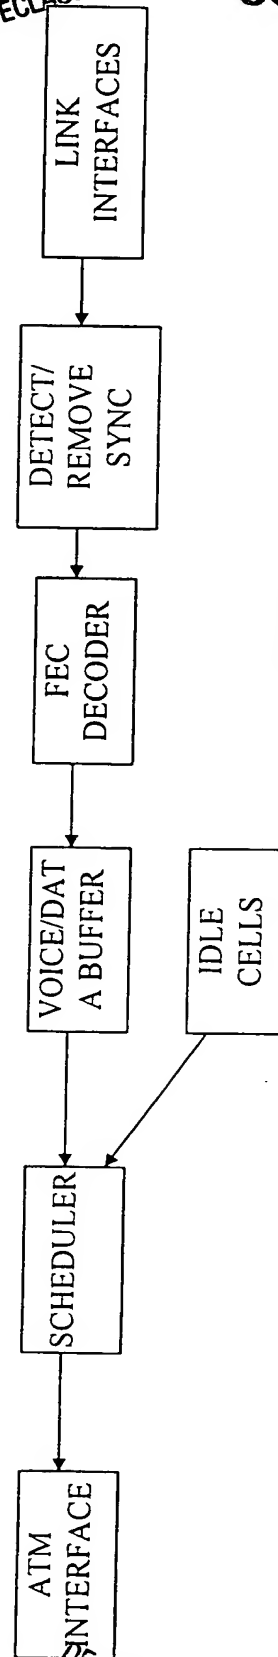 LINK
INTERFACES
DETECT/
REMOVE
SYNC
FEC
DECODER
VOICE/DAT
A BUFFER
IDLE
CELLS
SCHEDULER
ATM
INTERFACE